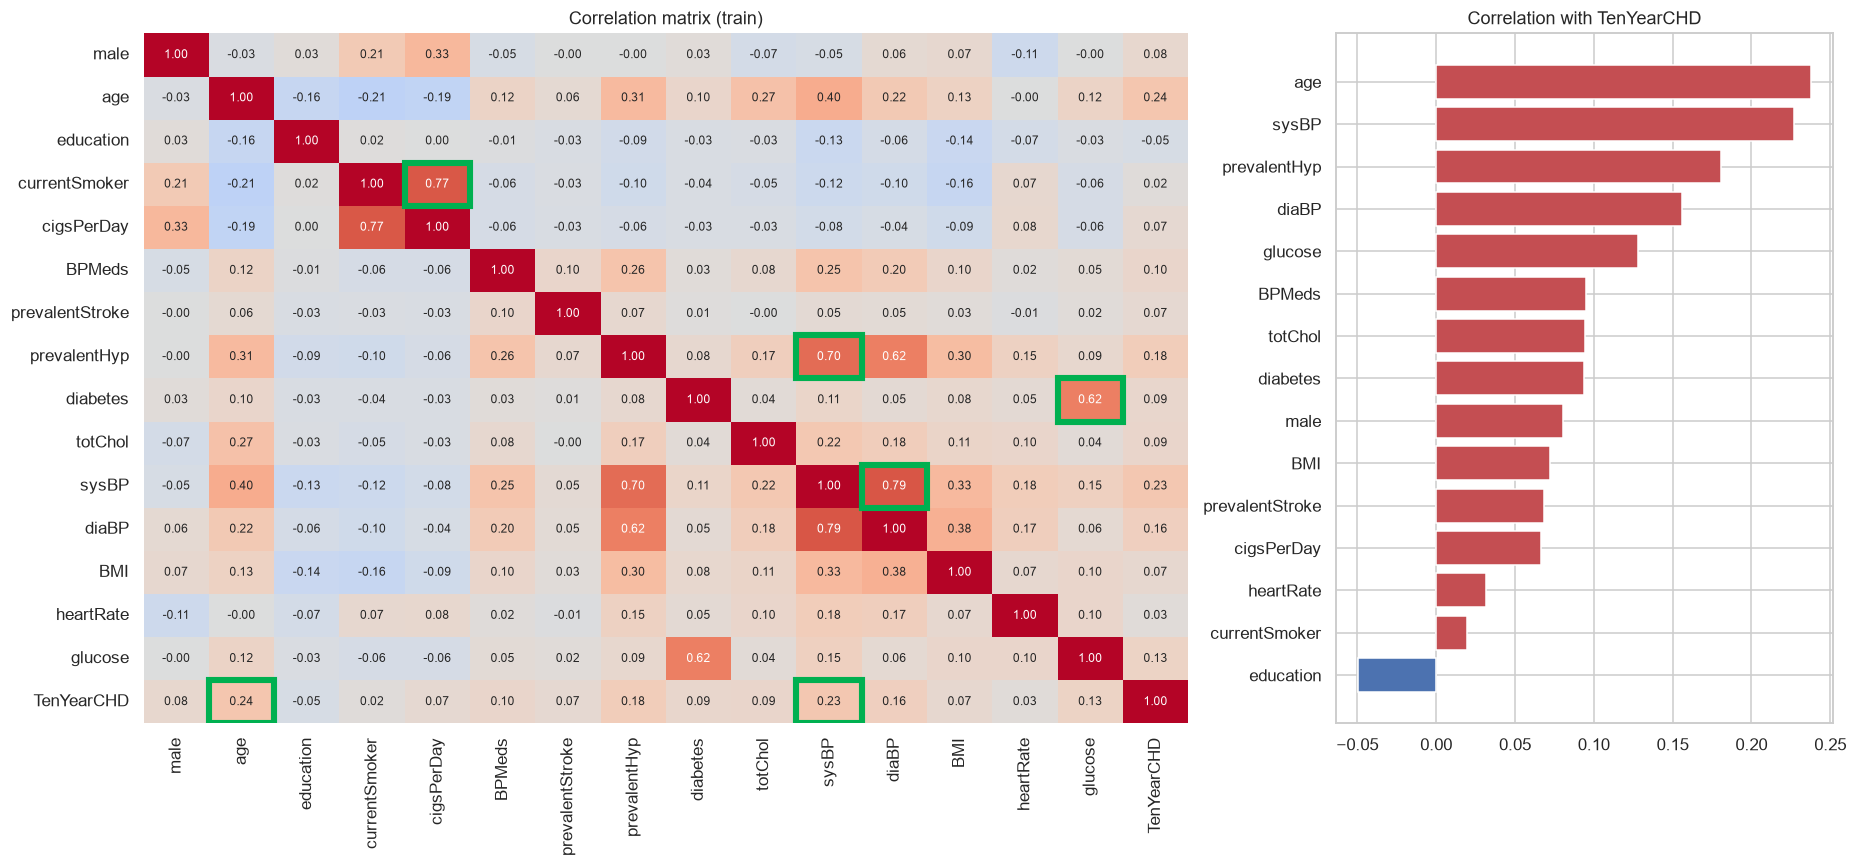 Correlation matrix (train)
male 1.00 -0.03 0.03 0.21 0.33 -0.05 -0.00 -0.00 0.03 -0.07 -0.05 0.06 0.07 -0.11 -0.00 0.08
age -0.03 1.00 -0.16 -0.21 -0.19 0.12 0.06 0.31 0.10 0.27 0.40 0.22 0.13 -0.00 0.12 0.24
education 0.03 -0.16 1.00 0.02 0.00 -0.01 -0.03 -0.09 -0.03 -0.03 -0.13 -0.06 -0.14 -0.07 -0.03 -0.05
currentSmoker 0.21 -0.21 0.02 1.00 0.77 -0.06 -0.03 -0.10 -0.04 -0.05 -0.12 -0.10 -0.16 0.07 -0.06 0.02
cigsPerDay 0.33 -0.19 0.00 0.77 1.00 -0.06 -0.03 -0.06 -0.03 -0.03 -0.08 -0.04 -0.09 0.08 -0.06 0.07
BPMeds -0.05 0.12 -0.01 -0.06 -0.06 1.00 0.10 0.26 0.03 0.08 0.25 0.20 0.10 0.02 0.05 0.10
prevalentStroke -0.00 0.06 -0.03 -0.03 -0.03 0.10 1.00 0.07 0.01 -0.00 0.05 0.05 0.03 -0.01 0.02 0.07
prevalentHyp -0.00 0.31 -0.09 -0.10 -0.06 0.26 0.07 1.00 0.08 0.17 0.70 0.62 0.30 0.15 0.09 0.18
diabetes 0.03 0.10 -0.03 -0.04 -0.03 0.03 0.01 0.08 1.00 0.04 0.11 0.05 0.08 0.05 0.62 0.09
totChol -0.07 0.27 -0.03 -0.05 -0.03 0.08 -0.00 0.17 0.04 1.00 0.22 0.18 0.11 0.10 0.04 0.09
sysBP -0.05 0.40 -0.13 -0.12 -0.08 0.25 0.05 0.70 0.11 0.22 1.00 0.79 0.33 0.18 0.15 0.23
diaBP 0.06 0.22 -0.06 -0.10 -0.04 0.20 0.05 0.62 0.05 0.18 0.79 1.00 0.38 0.17 0.06 0.16
BMI 0.07 0.13 -0.14 -0.16 -0.09 0.10 0.03 0.30 0.08 0.11 0.33 0.38 1.00 0.07 0.10 0.07
heartRate -0.11 -0.00 -0.07 0.07 0.08 0.02 -0.01 0.15 0.05 0.10 0.18 0.17 0.07 1.00 0.10 0.03
glucose -0.00 0.12 -0.03 -0.06 -0.06 0.05 0.02 0.09 0.62 0.04 0.15 0.06 0.10 0.10 1.00 0.13
TenYearCHD 0.08 0.24 -0.05 0.02 0.07 0.10 0.07 0.18 0.09 0.09 0.23 0.16 0.07 0.03 0.13 1.00
male age education currentSmoker cigsPerDay BPMeds prevalentStroke prevalentHyp diabetes totChol sysBP diaBP BMI heartRate glucose TenYearCHD
Correlation with TenYearCHD
age
sysBP
prevalentHyp
diaBP
glucose
BPMeds
totChol
diabetes
male
BMI
prevalentStroke
cigsPerDay
heartRate
currentSmoker
education
−0.05 0.00 0.05 0.10 0.15 0.20 0.25